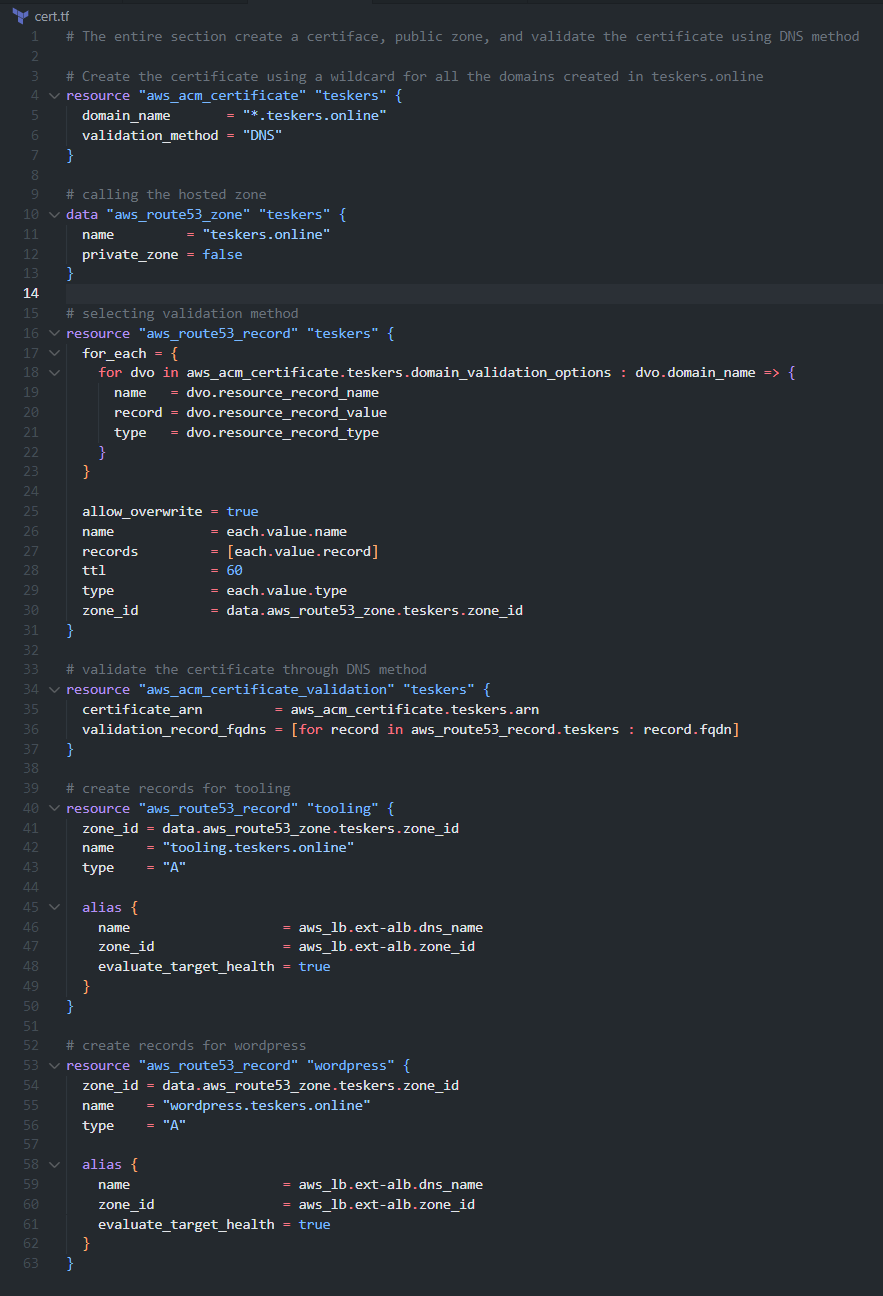 cert.tf
1 # The entire section create a certiface, public zone, and validate the certificate using DNS method
2
3 # Create the certificate using a wildcard for all the domains created in teskers.online
4 resource "aws_acm_certificate" "teskers" {
5   domain_name       = "*.teskers.online"
6   validation_method = "DNS"
7 }
8
9 # calling the hosted zone
10 data "aws_route53_zone" "teskers" {
11   name         = "teskers.online"
12   private_zone = false
13 }
14
15 # selecting validation method
16 resource "aws_route53_record" "teskers" {
17   for_each = {
18     for dvo in aws_acm_certificate.teskers.domain_validation_options : dvo.domain_name => {
19       name   = dvo.resource_record_name
20       record = dvo.resource_record_value
21       type   = dvo.resource_record_type
22     }
23   }
24
25   allow_overwrite = true
26   name            = each.value.name
27   records         = [each.value.record]
28   ttl             = 60
29   type            = each.value.type
30   zone_id         = data.aws_route53_zone.teskers.zone_id
31 }
32
33 # validate the certificate through DNS method
34 resource "aws_acm_certificate_validation" "teskers" {
35   certificate_arn         = aws_acm_certificate.teskers.arn
36   validation_record_fqdns = [for record in aws_route53_record.teskers : record.fqdn]
37 }
38
39 # create records for tooling
40 resource "aws_route53_record" "tooling" {
41   zone_id = data.aws_route53_zone.teskers.zone_id
42   name    = "tooling.teskers.online"
43   type    = "A"
44
45   alias {
46     name                   = aws_lb.ext-alb.dns_name
47     zone_id                = aws_lb.ext-alb.zone_id
48     evaluate_target_health = true
49   }
50 }
51
52 # create records for wordpress
53 resource "aws_route53_record" "wordpress" {
54   zone_id = data.aws_route53_zone.teskers.zone_id
55   name    = "wordpress.teskers.online"
56   type    = "A"
57
58   alias {
59     name                   = aws_lb.ext-alb.dns_name
60     zone_id                = aws_lb.ext-alb.zone_id
61     evaluate_target_health = true
62   }
63 }